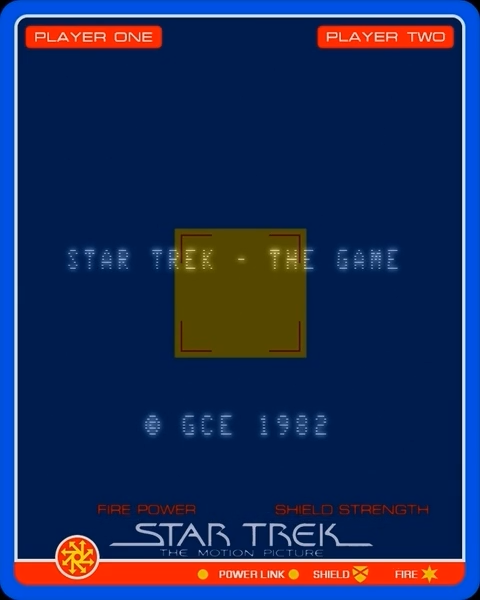 PLAYER ONE PLAYER TWO
STAR TREK - THE GAME
© GCE 1982
FIRE POWER SHIELD STRENGTH
STAR TREK
THE MOTION PICTURE
POWER LINK SHIELD FIRE